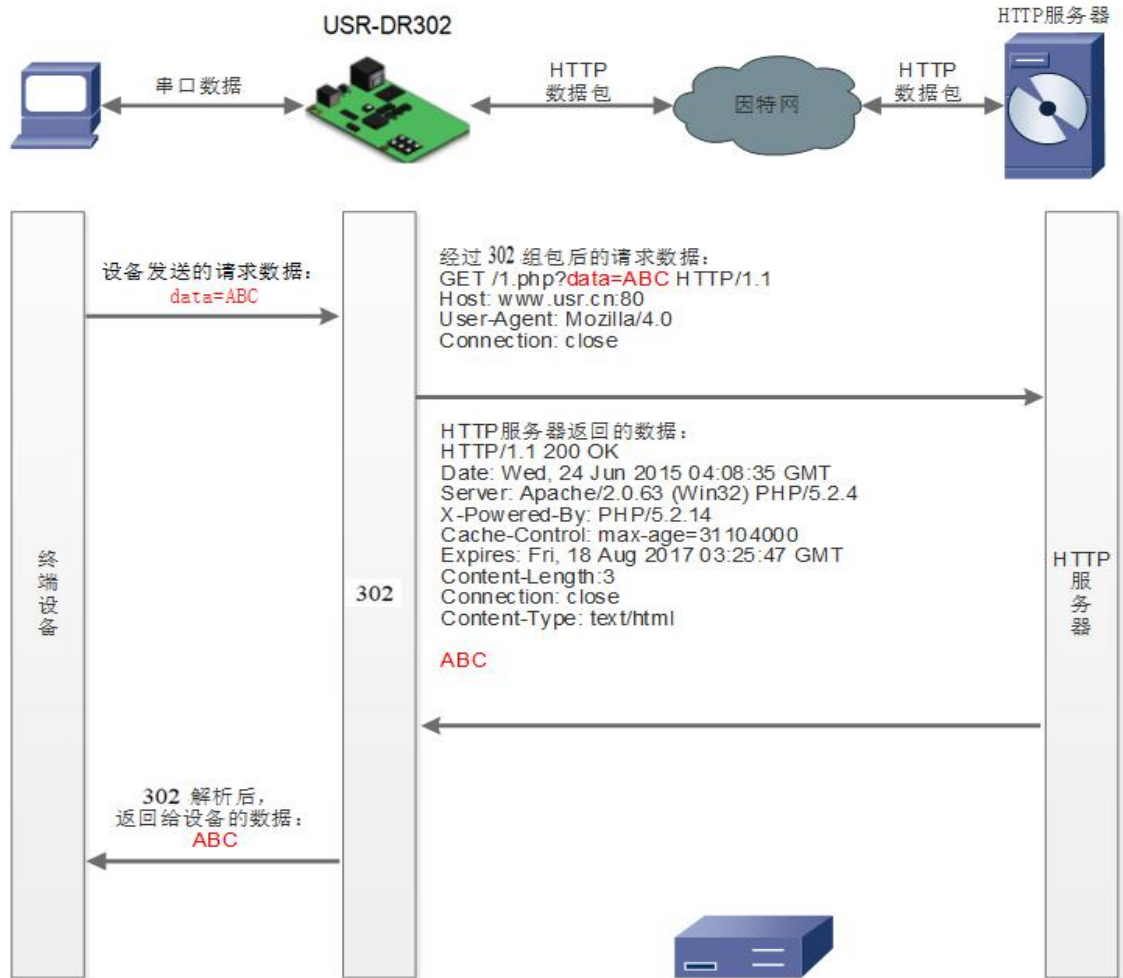 USR-DR302
HTTP服务器
串口数据
HTTP
数据包
因特网
HTTP
数据包
设备发送的请求数据：
data=ABC
经过 302 组包后的请求数据：
GET /1.php?data=ABC HTTP/1.1
Host: www.usr.cn:80
User-Agent: Mozilla/4.0
Connection: close
HTTP服务器返回的数据：
HTTP/1.1 200 OK
Date: Wed, 24 Jun 2015 04:08:35 GMT
Server: Apache/2.0.63 (Win32) PHP/5.2.4
X-Powered-By: PHP/5.2.14
Cache-Control: max-age=31104000
Expires: Fri, 18 Aug 2017 03:25:47 GMT
Content-Length:3
Connection: close
Content-Type: text/html
ABC
终
端
设
备
302
HTTP
服
务
器
302 解析后，
返回给设备的数据：
ABC